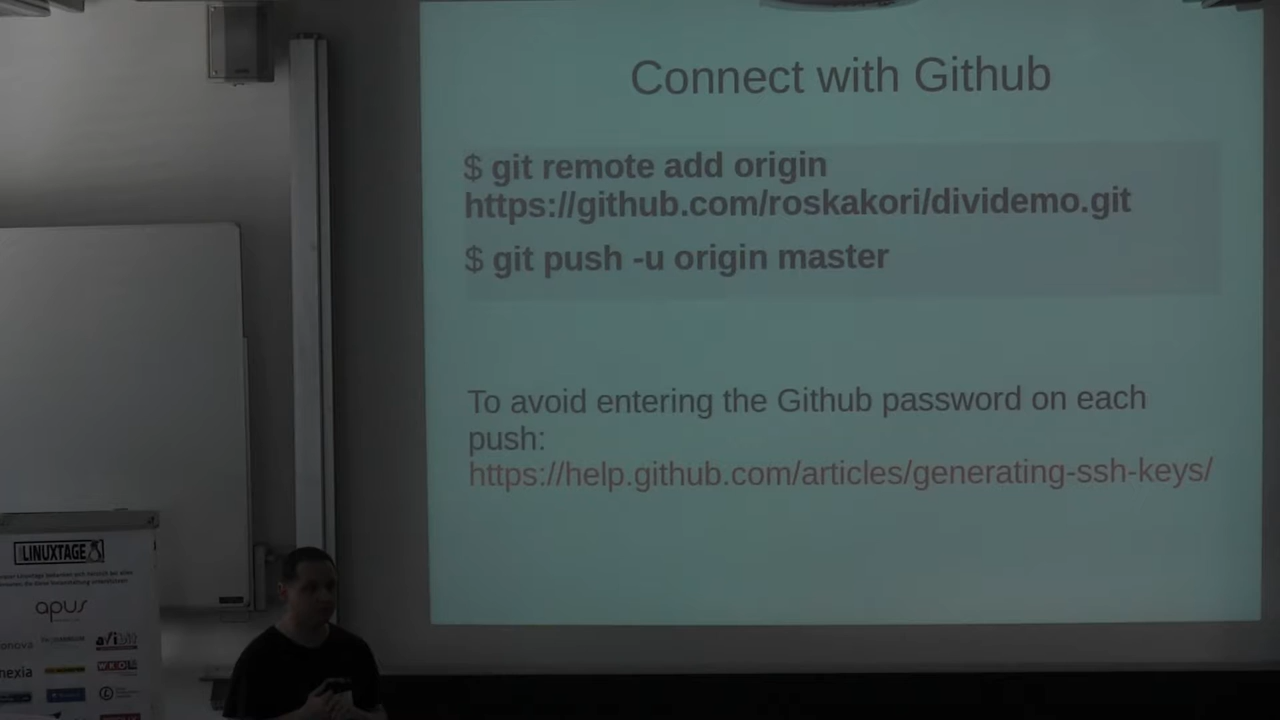 Connect with Github
$ git remote add origin
https://github.com/roskakori/dividemo.git
$ git push -u origin master
To avoid entering the Github password on each
push:
https://help.github.com/articles/generating-ssh-keys/
LINUXTAGE
apus
nexia
WKO